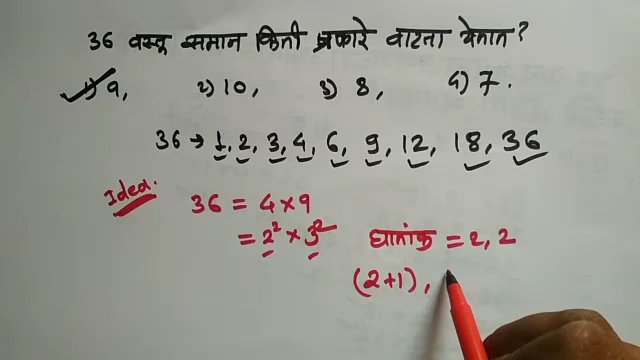 36 वस्तू समान किती प्रकारे वाटता येतात?
1) 9, 2) 10, 3) 8, 4) 7.
36 → 1, 2, 3, 4, 6, 9, 12, 18, 36
Idea. 36 = 4 × 9
= 2² × 3² घातांक = 2, 2
(2+1),